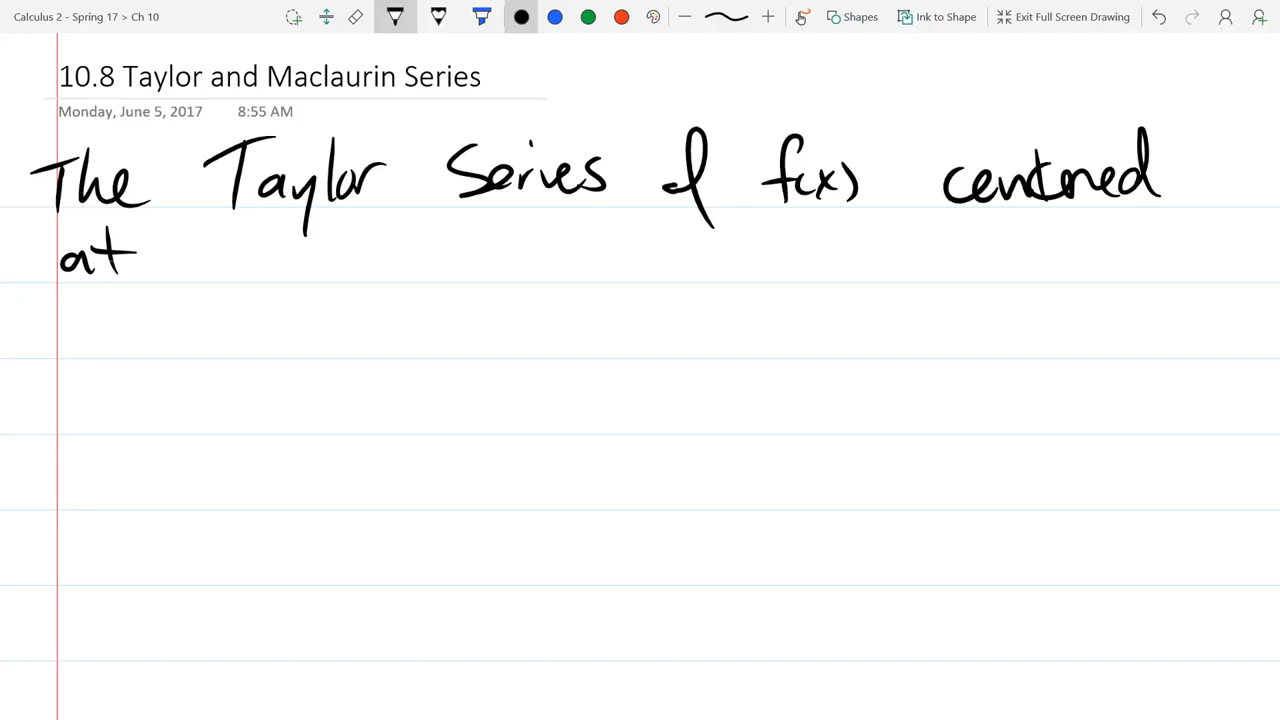 Calculus 2 - Spring 17 > Ch 10
Shapes
Ink to Shape
Exit Full Screen Drawing
10.8 Taylor and Maclaurin Series
Monday, June 5, 2017 8:55 AM
The Taylor Series of f(x) centred
at